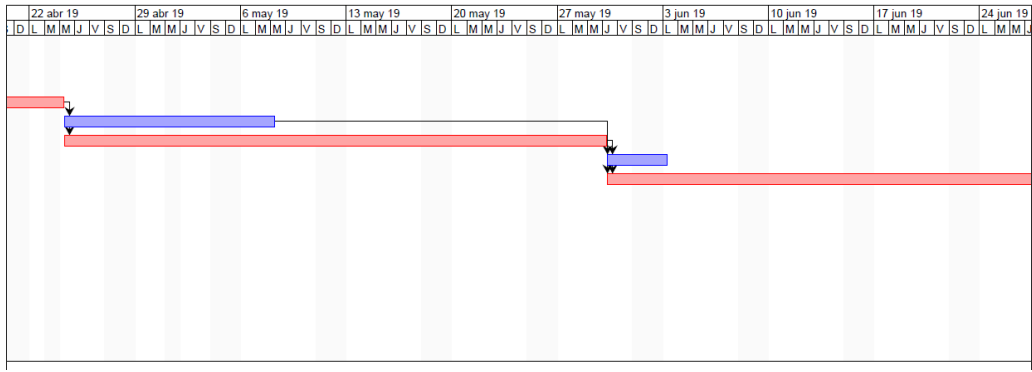 22 abr 19 29 abr 19 6 may 19 13 may 19 20 may 19 27 may 19 3 jun 19 10 jun 19 17 jun 19 24 jun 19
D L M M J V S D L M M J V S D L M M J V S D L M M J V S D L M M J V S D L M M J V S D L M M J V S D L M M J V S D L M M J V S D L M M J